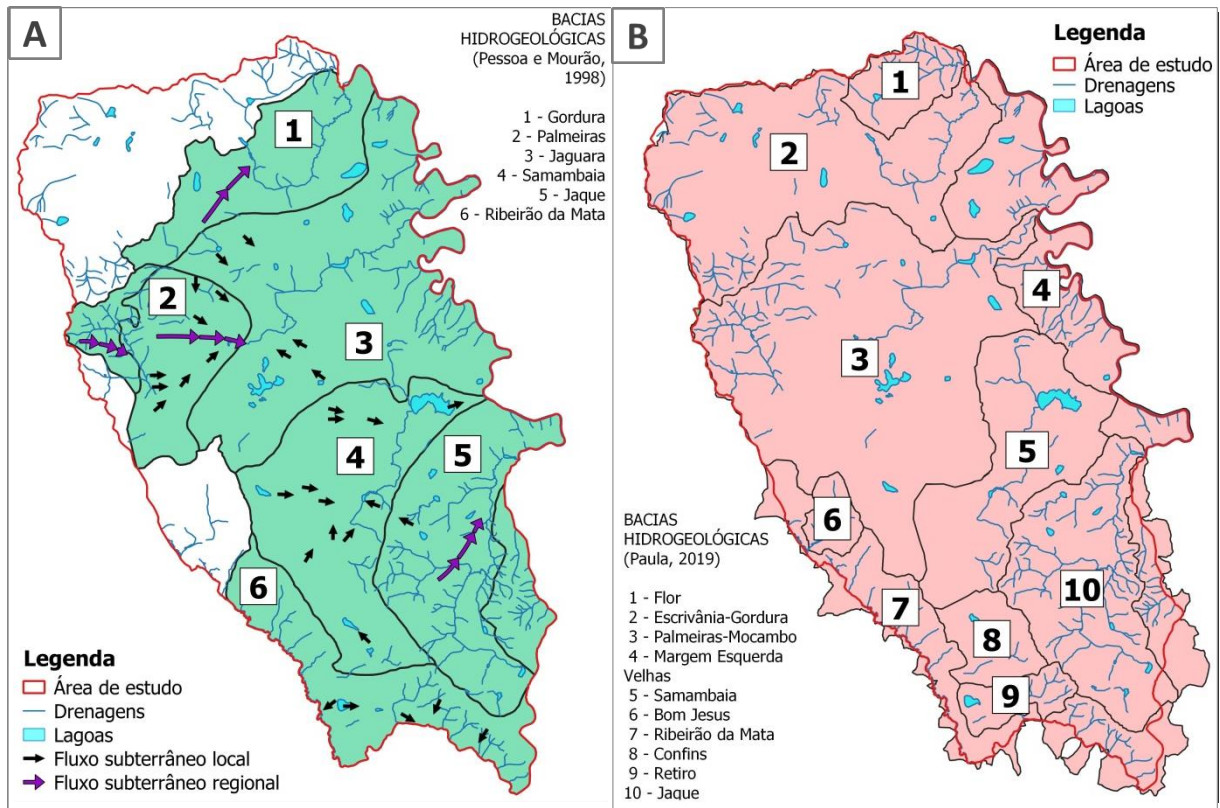 A
BACIAS
HIDROGEOLÓGICAS
(Pessoa e Mourão,
1998)
1 - Gordura
2 - Palmeiras
3 - Jaguara
4 - Samambaia
5 - Jaque
6 - Ribeirão da Mata
1
2
3
4
5
6
Legenda
Área de estudo
Drenagens
Lagoas
Fluxo subterrâneo local
Fluxo subterrâneo regional
B
Legenda
Área de estudo
Drenagens
Lagoas
1
2
3
4
5
6
7
8
9
10
BACIAS
HIDROGEOLÓGICAS
(Paula, 2019)
1 - Flor
2 - Escrivânia-Gordura
3 - Palmeiras-Mocambo
4 - Margem Esquerda
Velhas
5 - Samambaia
6 - Bom Jesus
7 - Ribeirão da Mata
8 - Confins
9 - Retiro
10 - Jaque